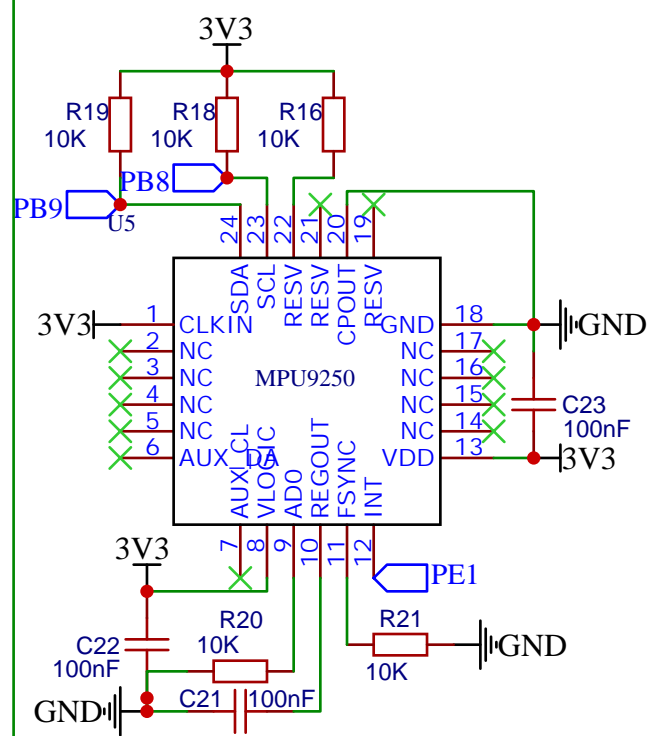 3V3
R19 R18 R16
10K 10K 10K
PB8
PB9
U5
24 23 22 21 20 19
SDA SCL RESV RESV CPOUT RESV
3V3 1 CLKIN GND 18 GND
2 NC NC 17
3 NC MPU9250 NC 16
4 NC NC 15 C23
5 NC NC 14 100nF
6 AUX_DA VDD 13 3V3
AUX_CL VLOGIC AD0 REGOUT FSYNC INT
7 8 9 10 11 12
3V3 PE1
R20 R21
C22 10K GND
100nF 10K
C21 100nF
GND